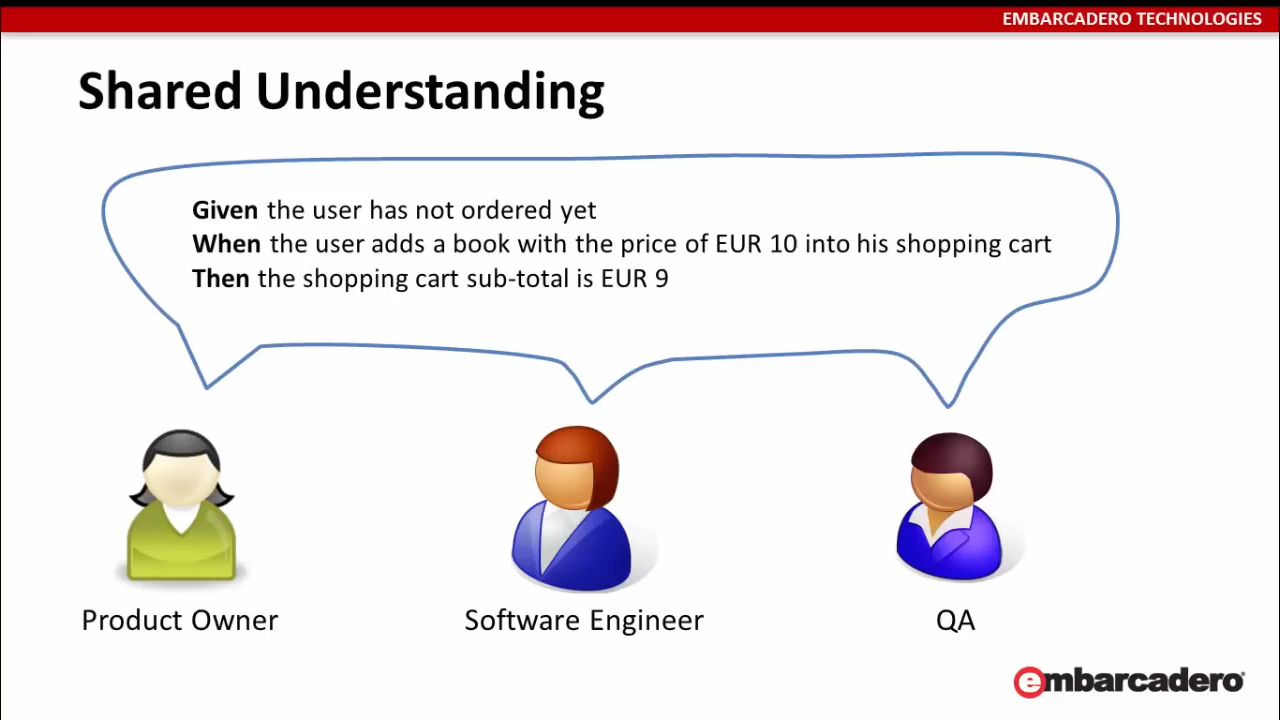 EMBARCADERO TECHNOLOGIES
Shared Understanding
Given the user has not ordered yet
When the user adds a book with the price of EUR 10 into his shopping cart
Then the shopping cart sub-total is EUR 9
Product Owner
Software Engineer
QA
embarcadero